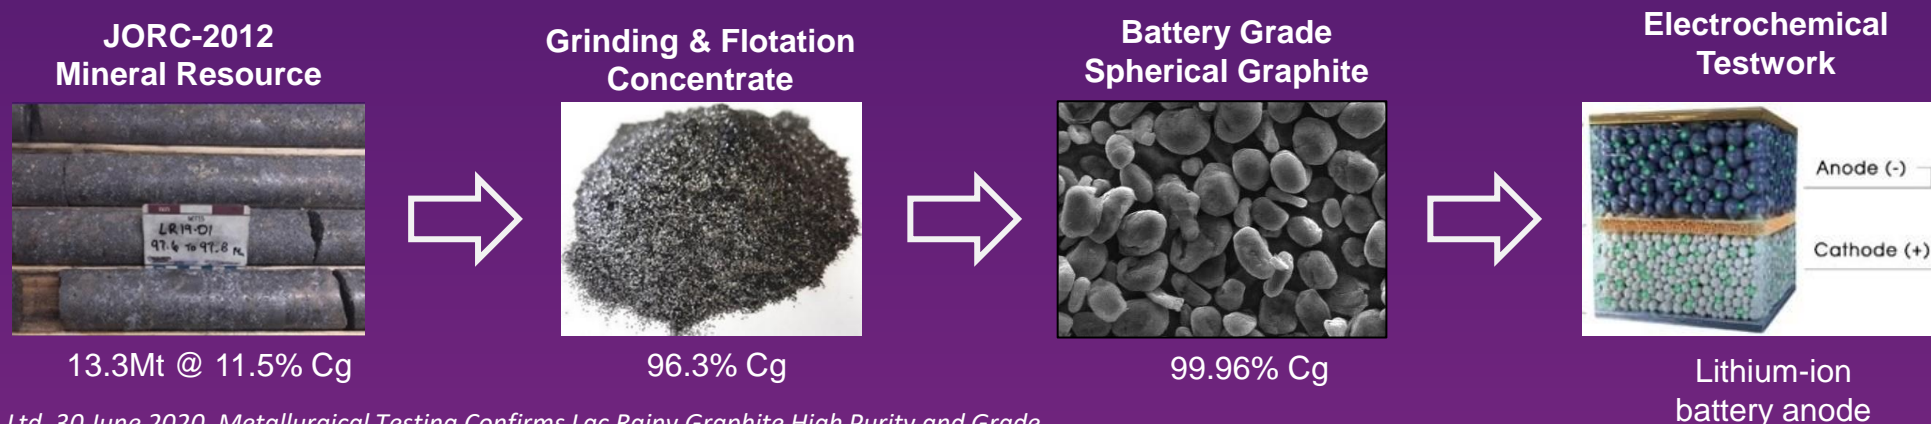 JORC-2012
Mineral Resource
Grinding & Flotation
Concentrate
Battery Grade
Spherical Graphite
Electrochemical
Testwork
LR19-01
97.6 TO 97.8
Anode (-)
Cathode (+)
13.3Mt @ 11.5% Cg
96.3% Cg
99.96% Cg
Lithium-ion
battery anode
Ltd. 30 June 2020. Metallurgical Testing Confirms Lac Rainy Graphite High Purity and Grade